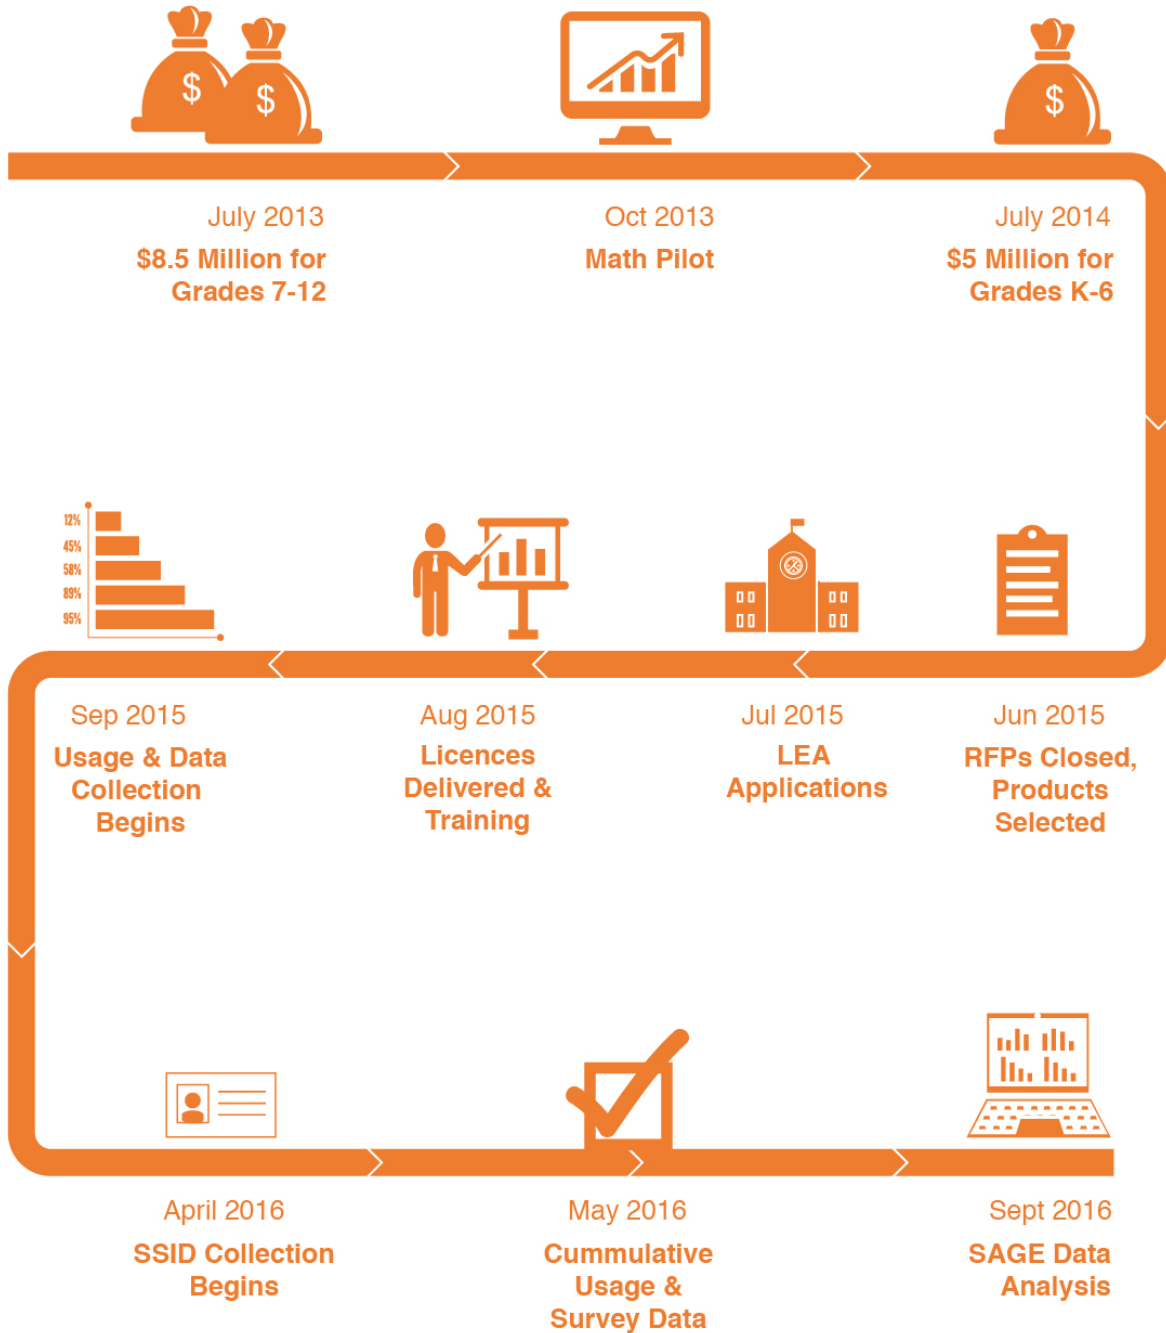 $
$
$
July 2013
$8.5 Million for
Grades 7-12
Oct 2013
Math Pilot
July 2014
$5 Million for
Grades K-6
12%
45%
58%
89%
95%
Jun 2015
RFPs Closed,
Products
Selected
Jul 2015
LEA
Applications
Aug 2015
Licences
Delivered &
Training
Sep 2015
Usage & Data
Collection
Begins
April 2016
SSID Collection
Begins
May 2016
Cummulative
Usage &
Survey Data
Sept 2016
SAGE Data
Analysis